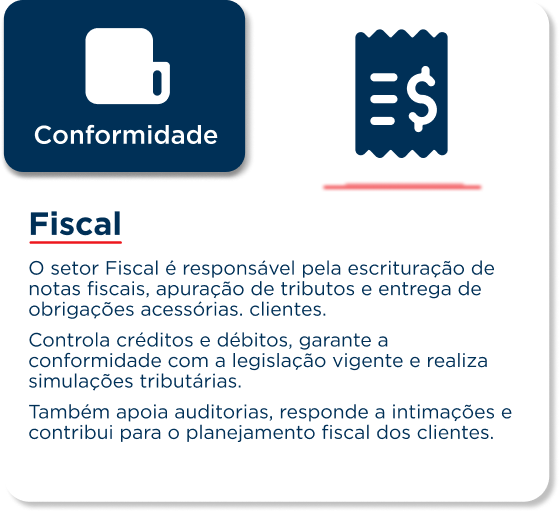 Conformidade
$
Fiscal
O setor Fiscal é responsável pela escrituração de
notas fiscais, apuração de tributos e entrega de
obrigações acessórias. clientes.
Controla créditos e débitos, garante a
conformidade com a legislação vigente e realiza
simulações tributárias.
Também apoia auditorias, responde a intimações e
contribui para o planejamento fiscal dos clientes.